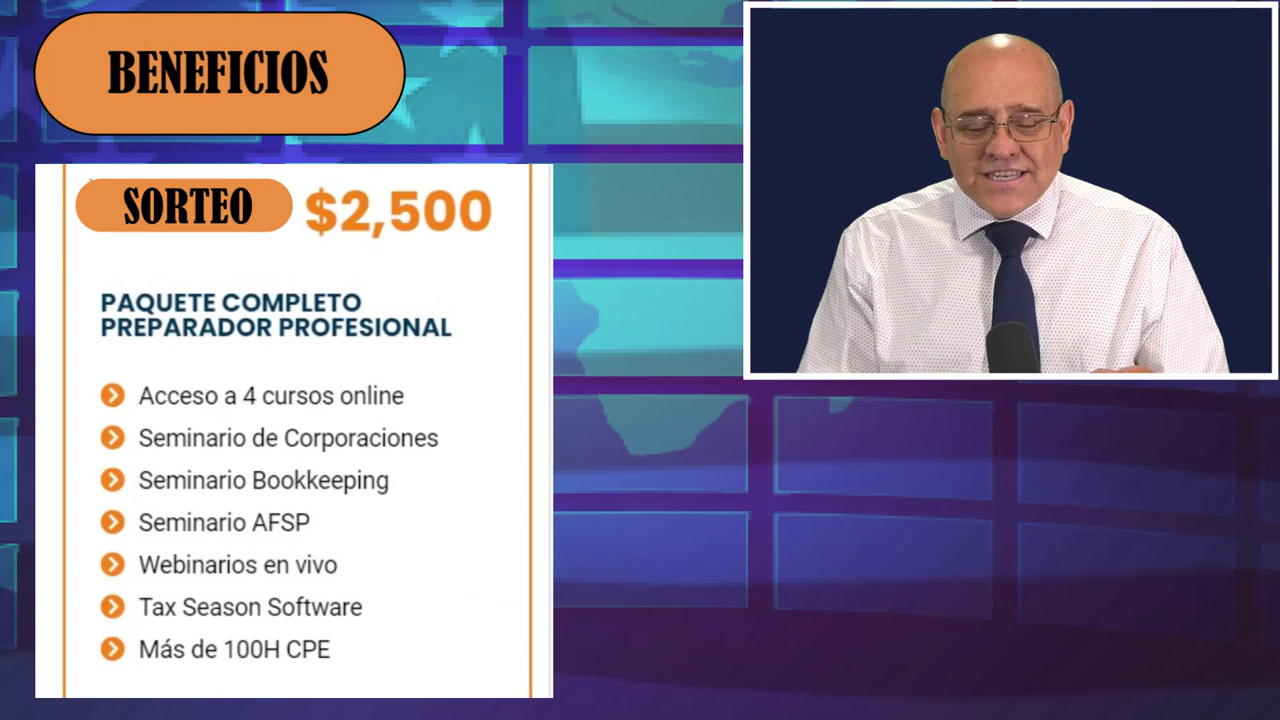 BENEFICIOS
SORTEO $2,500
PAQUETE COMPLETO
PREPARADOR PROFESIONAL
Acceso a 4 cursos online
Seminario de Corporaciones
Seminario Bookkeeping
Seminario AFSP
Webinarios en vivo
Tax Season Software
Más de 100H CPE